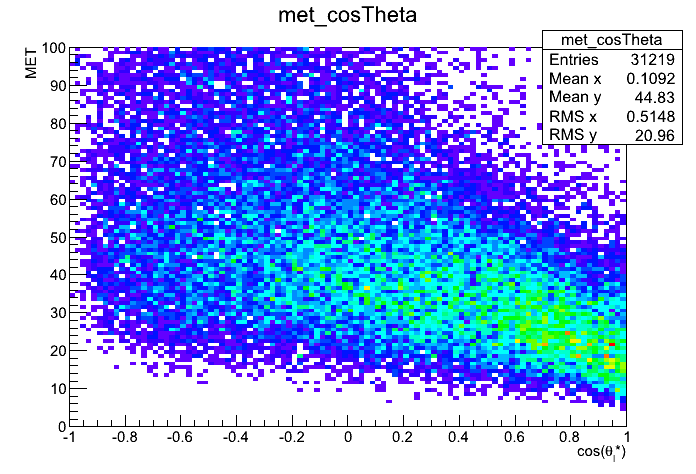 met_cosTheta
met_cosTheta
Entries 31219
Mean x 0.1092
Mean y 44.83
RMS x 0.5148
RMS y 20.96
MET
100
90
80
70
60
50
40
30
20
10
0
-1 -0.8 -0.6 -0.4 -0.2 0 0.2 0.4 0.6 0.8 1
cos(θ_l*)